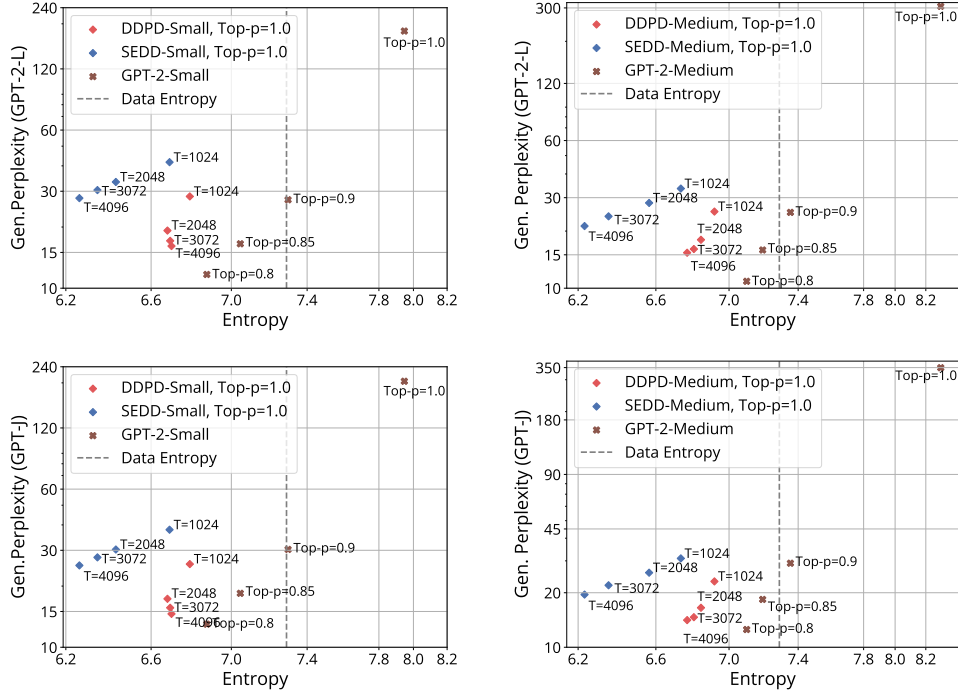 240
120
60
30
15
10
Gen.Perplexity (GPT-2-L)
DDPD-Small, Top-p=1.0
SEDD-Small, Top-p=1.0
GPT-2-Small
Data Entropy
Top-p=1.0
T=1024
T=2048
T=3072
T=4096
T=1024
T=2048
T=3072
T=4096
Top-p=0.9
Top-p=0.85
Top-p=0.8
6.2 6.6 7.0 7.4 7.8 8.0 8.2
Entropy
300
120
60
30
15
10
Gen. Perplexity (GPT-2-L)
DDPD-Medium, Top-p=1.0
SEDD-Medium, Top-p=1.0
GPT-2-Medium
Data Entropy
Top-p=1.0
T=1024
T=2048
T=3072
T=4096
T=1024
T=2048
T=3072
T=4096
Top-p=0.9
Top-p=0.85
Top-p=0.8
6.2 6.6 7.0 7.4 7.8 8.0 8.2
Entropy
240
120
60
30
15
10
Gen.Perplexity (GPT-J)
DDPD-Small, Top-p=1.0
SEDD-Small, Top-p=1.0
GPT-2-Small
Data Entropy
Top-p=1.0
T=1024
T=2048
T=3072
T=4096
T=1024
T=2048
T=3072
T=4096
Top-p=0.9
Top-p=0.85
Top-p=0.8
6.2 6.6 7.0 7.4 7.8 8.0 8.2
Entropy
350
180
90
45
20
10
Gen. Perplexity (GPT-J)
DDPD-Medium, Top-p=1.0
SEDD-Medium, Top-p=1.0
GPT-2-Medium
Data Entropy
Top-p=1.0
T=1024
T=2048
T=3072
T=4096
T=1024
T=2048
T=3072
T=4096
Top-p=0.9
Top-p=0.85
Top-p=0.8
6.2 6.6 7.0 7.4 7.8 8.0 8.2
Entropy